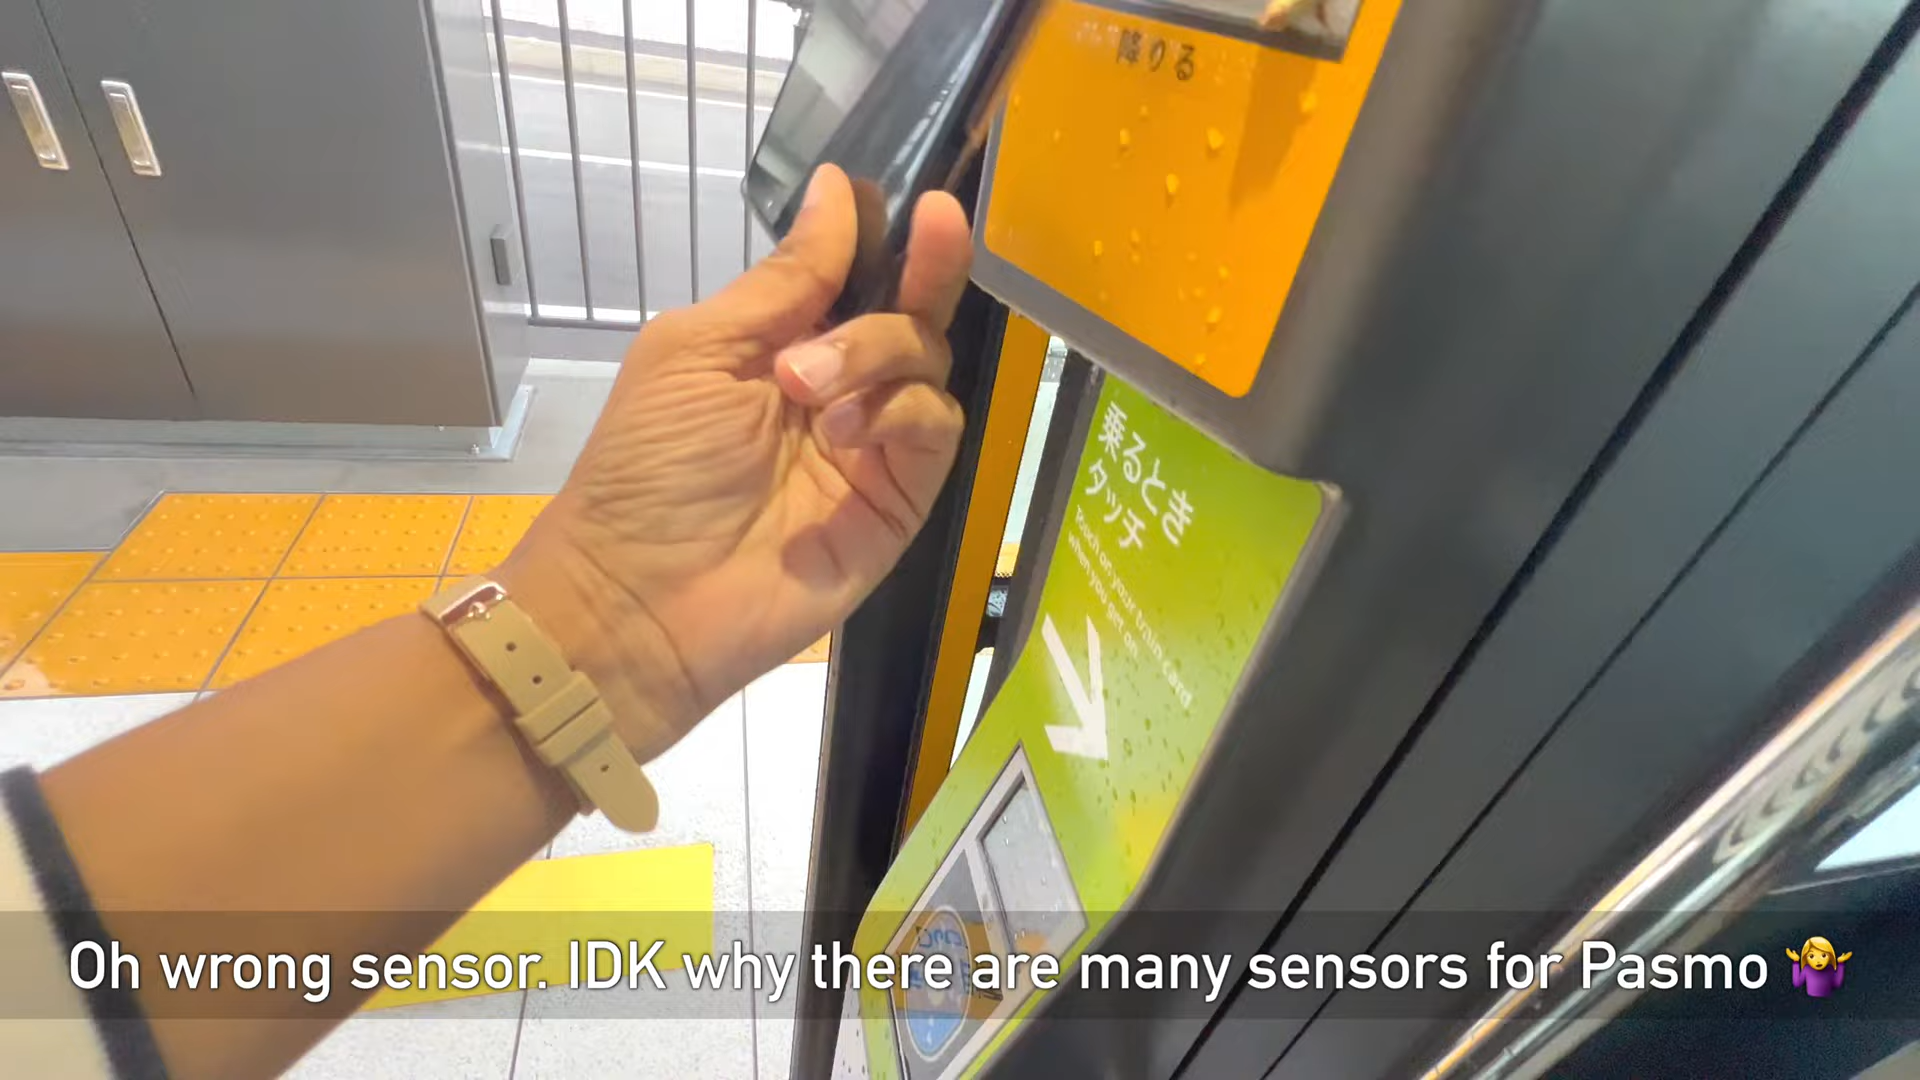 降りる
乗るとき
タッチ
Touch on your train card
when you get on
Oh wrong sensor. IDK why there are many sensors for Pasmo 🤷‍♀️